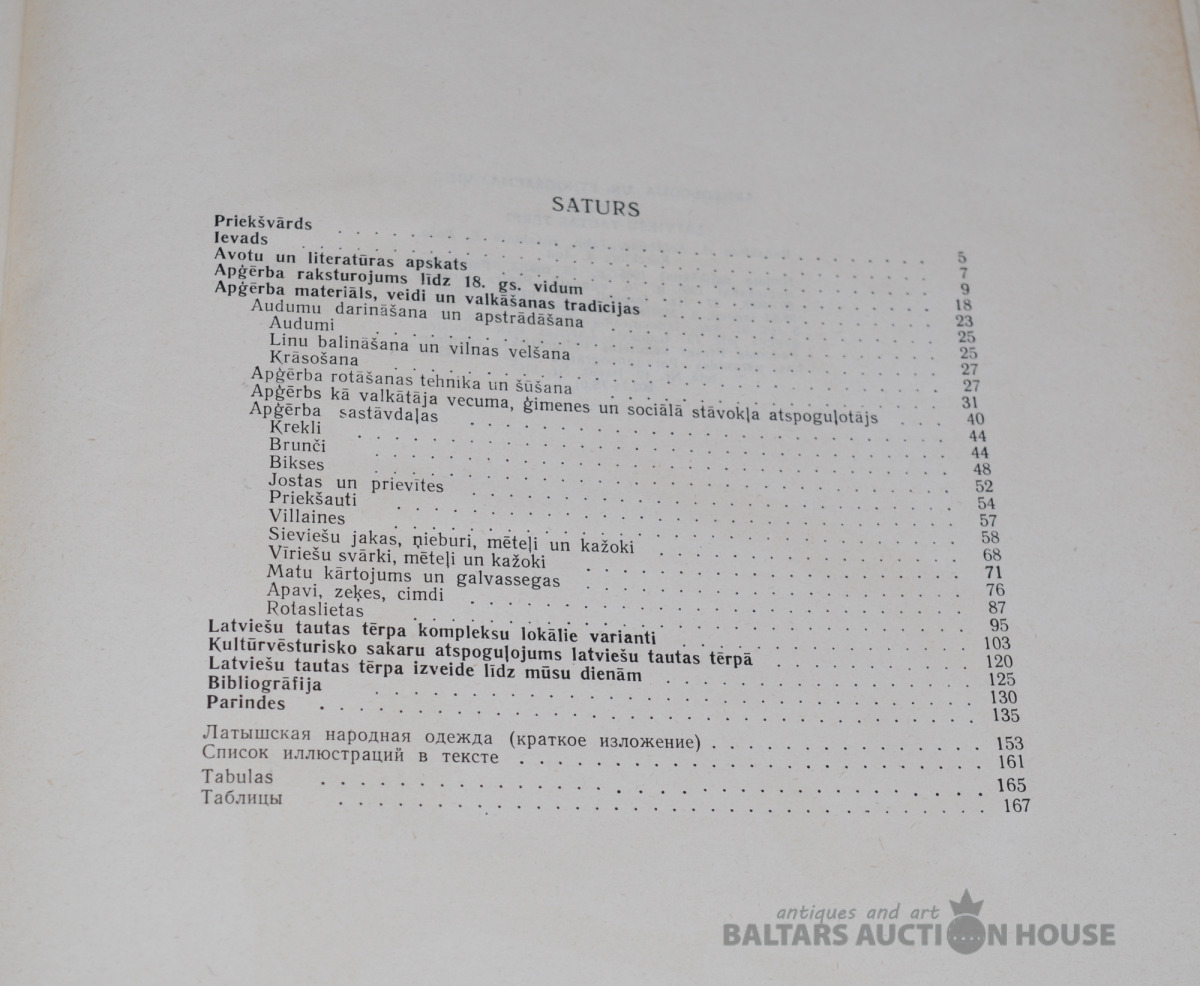 SATURS
Priekšvārds . . . . . . . . . . 5
Ievads . . . . . . . . . . 7
Avotu un literatūras apskats . . . . . . . . . . 9
Apģērba raksturojums līdz 18. gs. vidum . . . . . . . . . . 18
Apģērba materiāls, veidi un valkāšanas tradīcijas . . . . . . . . . . 23
Audumu darināšana un apstrādāšana . . . . . . . . . . 25
Audumi . . . . . . . . . . 25
Linu balināšana un vilnas velšana . . . . . . . . . . 27
Krāsošana . . . . . . . . . . 27
Apģērba rotāšanas tehnika un šūšana . . . . . . . . . . 31
Apģērbs kā valkātāja vecuma, ģimenes un sociālā stāvokļa atspoguļotājs . . . 40
Apģērba sastāvdaļas . . . . . . . . . . 44
Krekli . . . . . . . . . . 44
Brunči . . . . . . . . . . 48
Bikses . . . . . . . . . . 52
Jostas un prievītes . . . . . . . . . . 54
Priekšauti . . . . . . . . . . 57
Villaines . . . . . . . . . . 58
Sieviešu jakas, ņieburi, mēteļi un kažoki . . . . . . . . . . 68
Vīriešu svārki, mēteļi un kažoki . . . . . . . . . . 71
Matu kārtojums un galvassegas . . . . . . . . . . 76
Apavi, zeķes, cimdi . . . . . . . . . . 87
Rotaslietas . . . . . . . . . . 95
Latviešu tautas tērpa kompleksu lokālie varianti . . . . . . . . . . 103
Kultūrvēsturisko sakaru atspoguļojums latviešu tautas tērpā . . . . . . . . . . 120
Latviešu tautas tērpa izveide līdz mūsu dienām . . . . . . . . . . 125
Bibliogrāfija . . . . . . . . . . 130
Parindes . . . . . . . . . . 135
Латышская народная одежда (краткое изложение) . . . . . . . . . . 153
Список иллюстраций в тексте . . . . . . . . . . 161
Tabulas . . . . . . . . . . 165
Таблицы . . . . . . . . . . 167
antiques and art
BALTARS AUCTION HOUSE